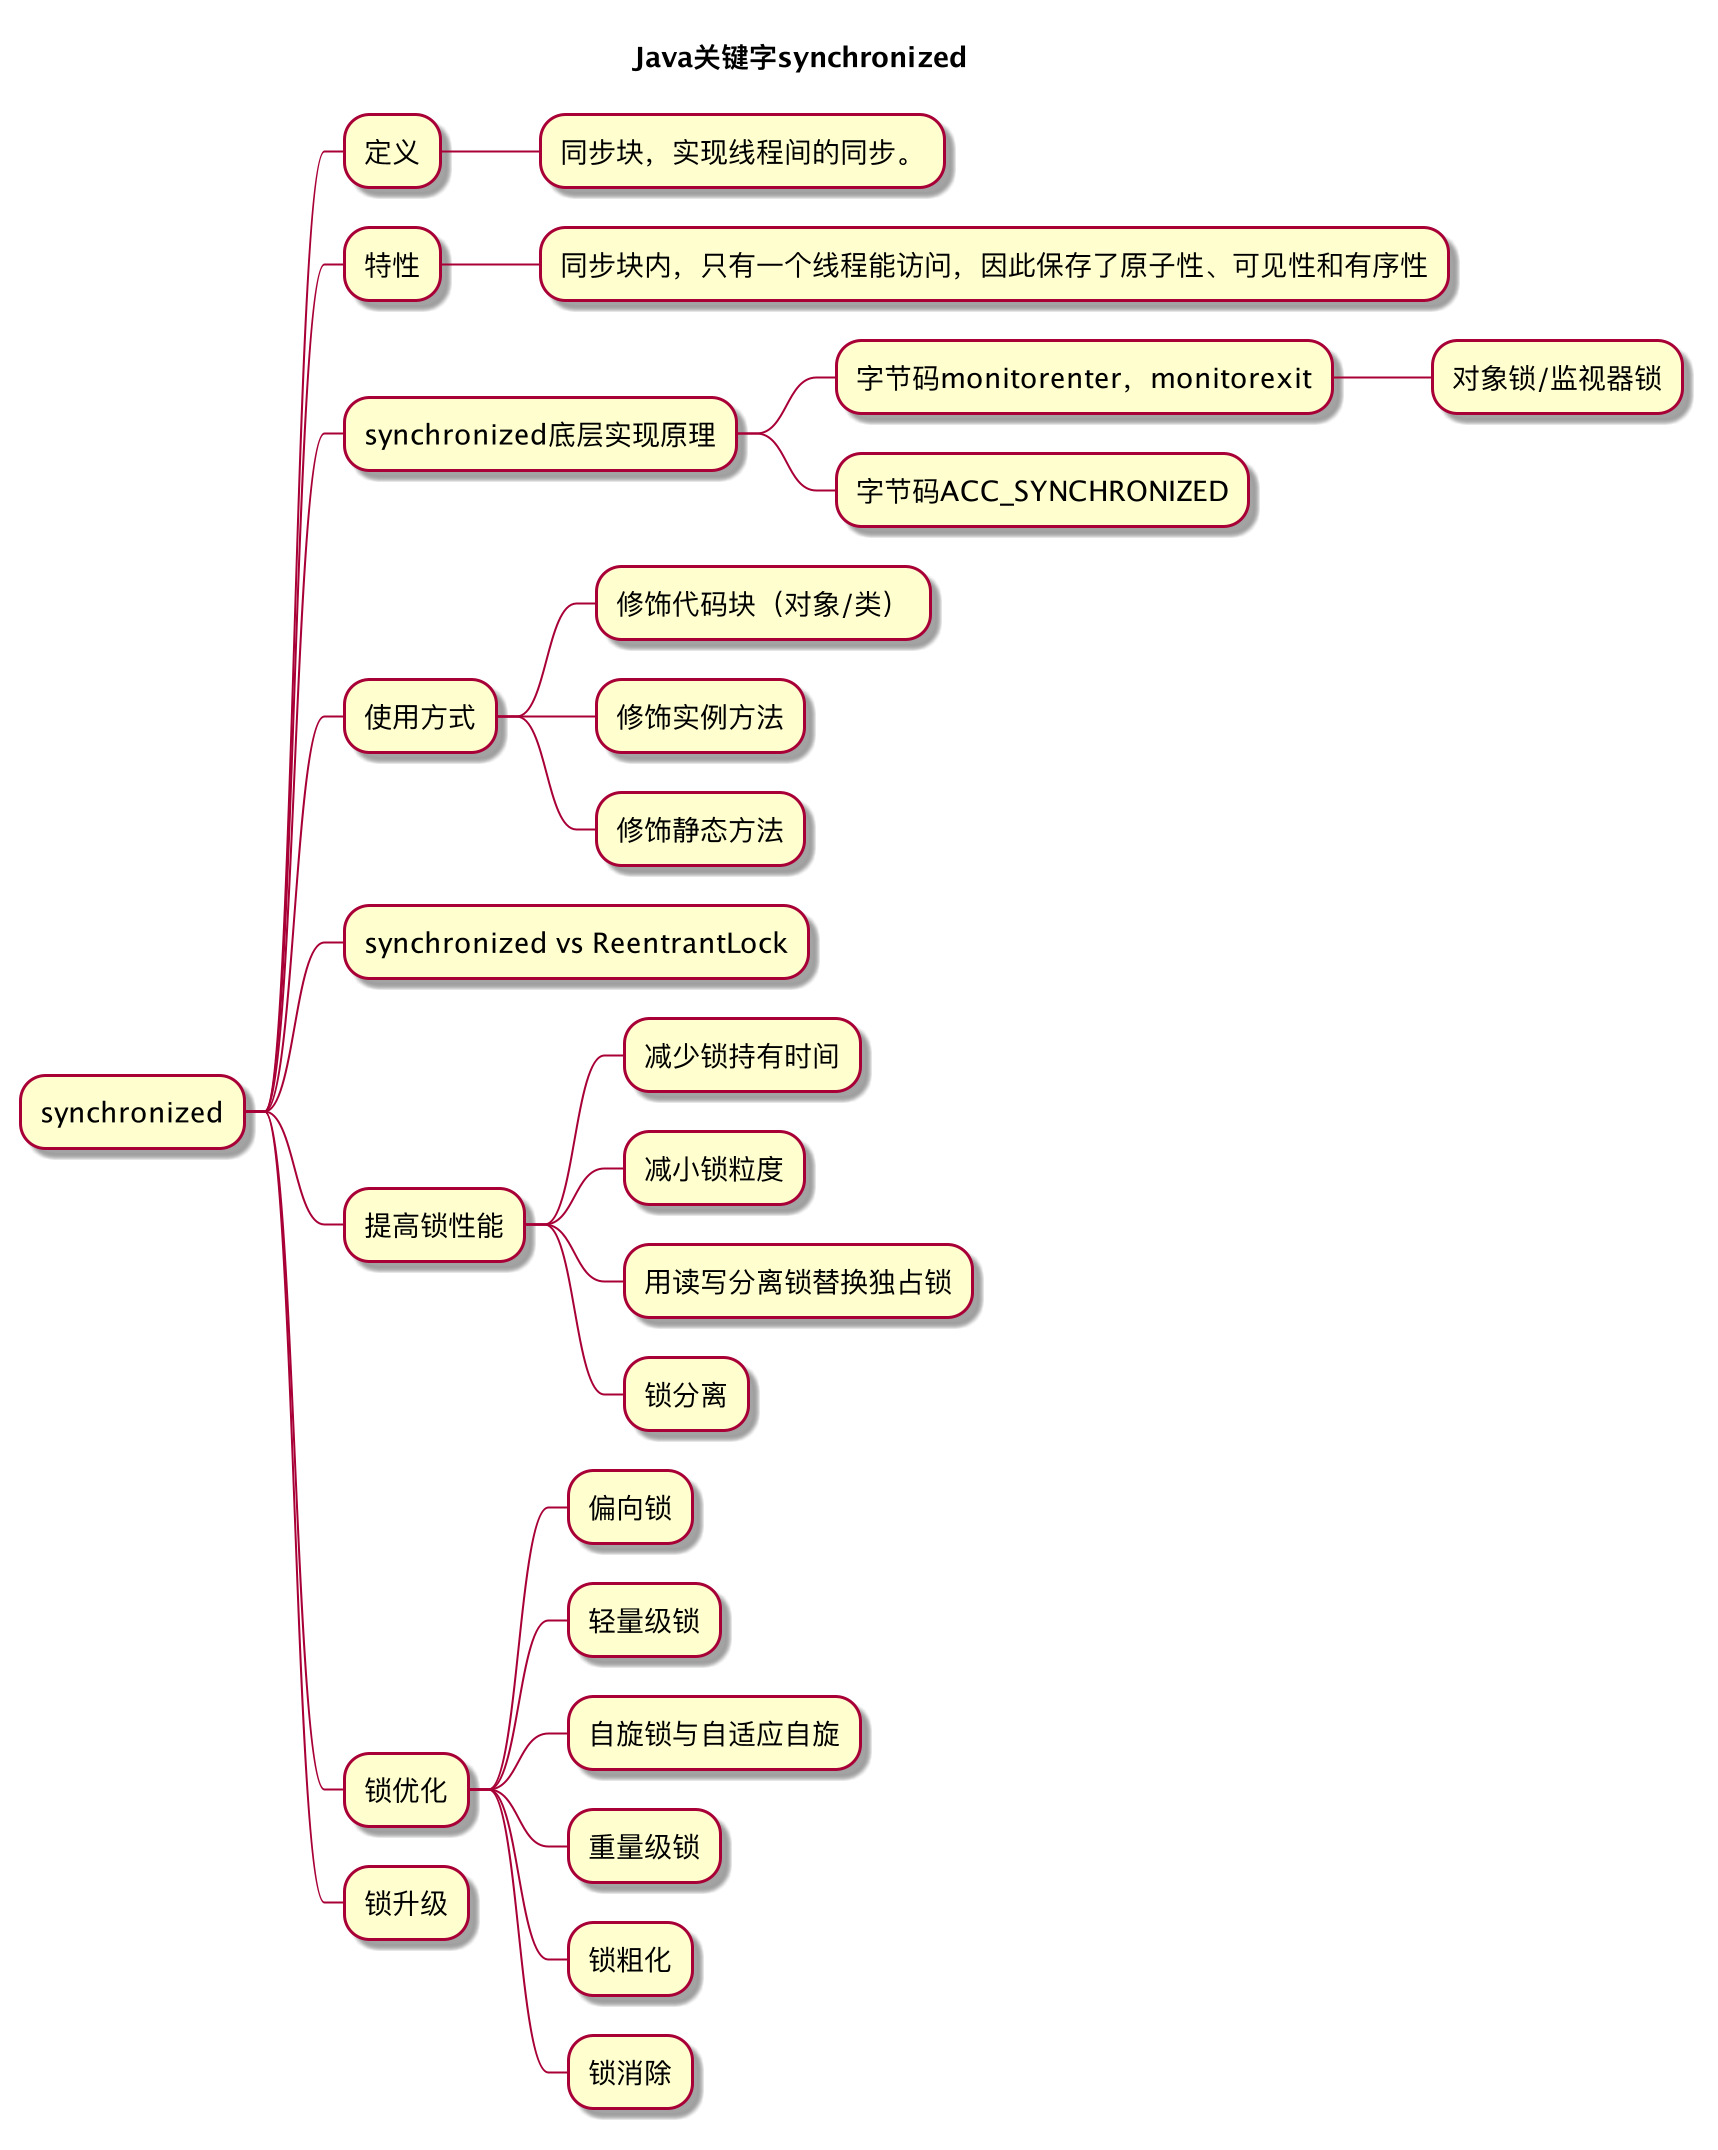 Java关键字synchronized
定义
同步块，实现线程间的同步。
特性
同步块内，只有一个线程能访问，因此保存了原子性、可见性和有序性
synchronized底层实现原理
字节码monitorenter，monitorexit
对象锁/监视器锁
字节码ACC_SYNCHRONIZED
使用方式
修饰代码块（对象/类）
修饰实例方法
修饰静态方法
synchronized vs ReentrantLock
synchronized
提高锁性能
减少锁持有时间
减小锁粒度
用读写分离锁替换独占锁
锁分离
锁优化
偏向锁
轻量级锁
自旋锁与自适应自旋
重量级锁
锁粗化
锁消除
锁升级